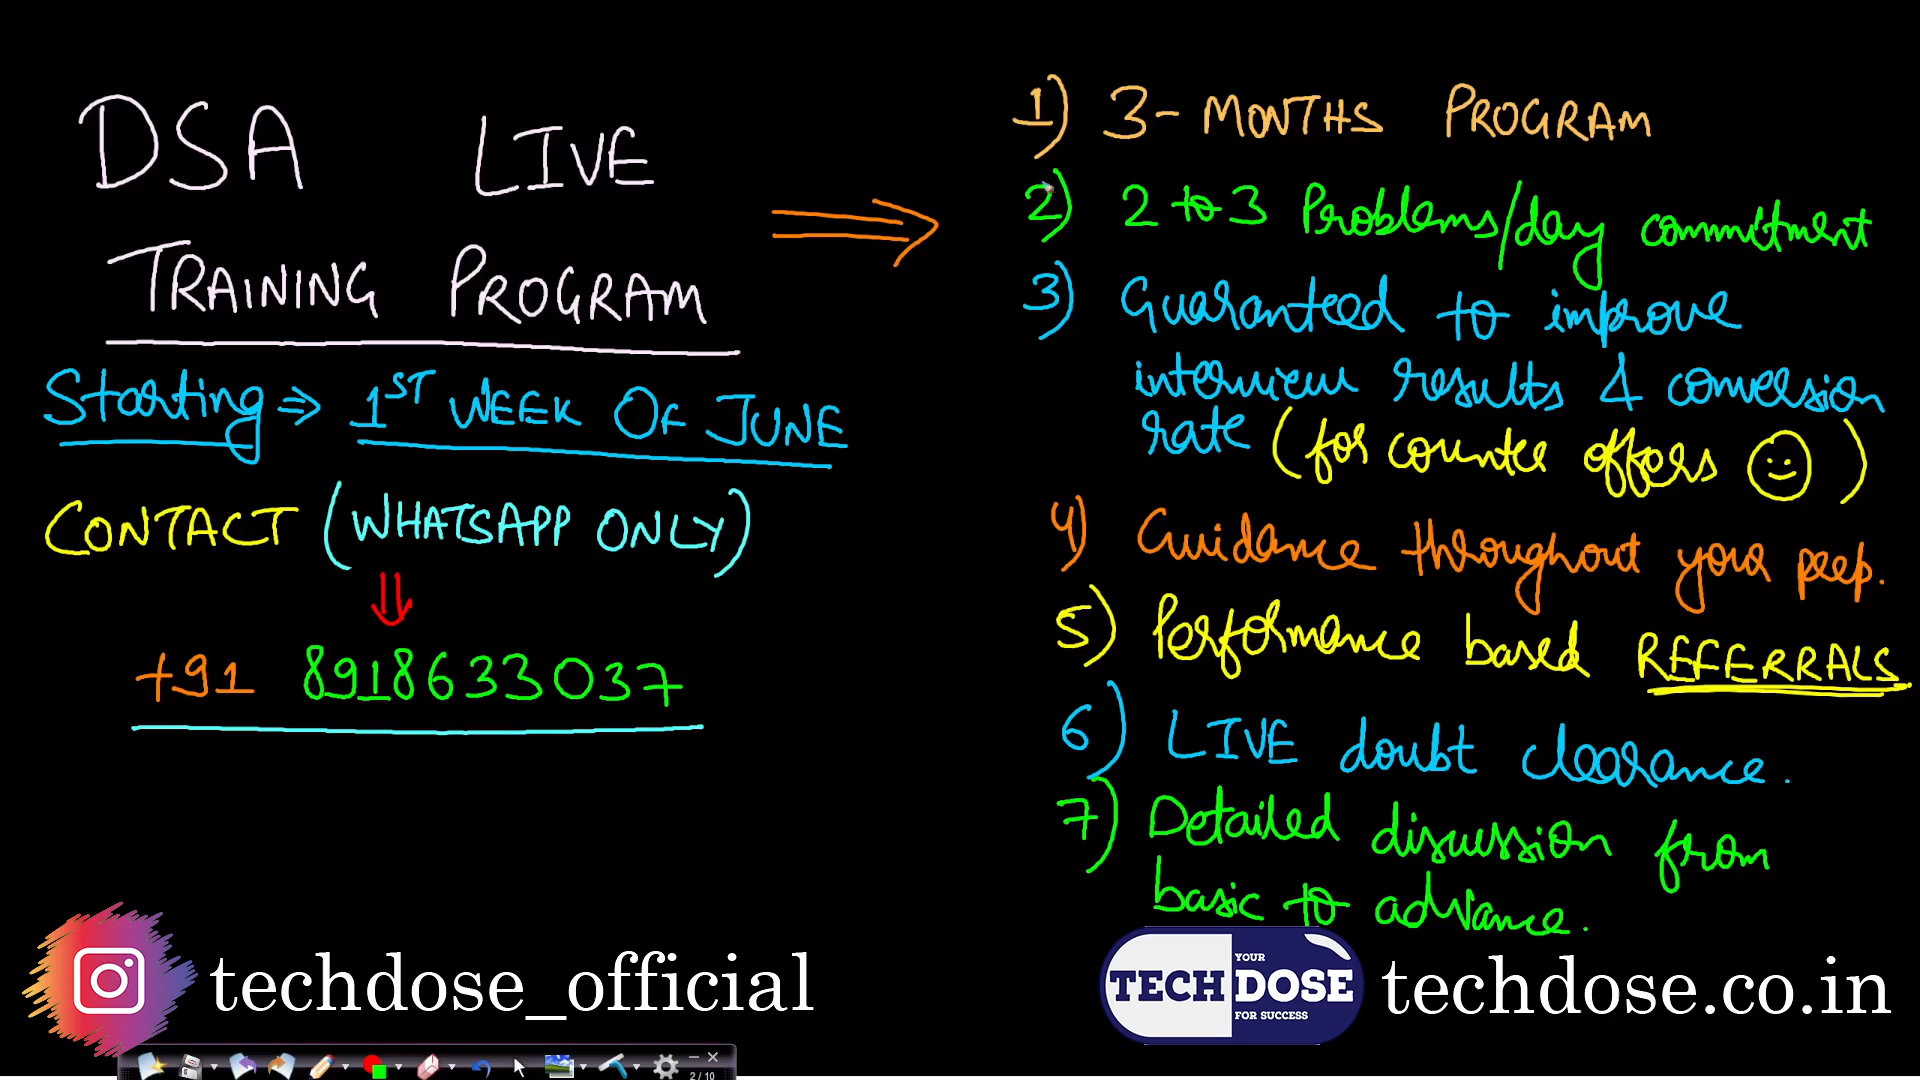 DSA LIVE
TRAINING PROGRAM
Starting ⇒ 1ST WEEK OF JUNE
CONTACT (WHATSAPP ONLY)
+91 8918633037
1) 3-MONTHS PROGRAM
2) 2 to 3 Problems/day commitment
3) Guaranteed to improve
interview results & conversion
rate (for counter offers ☺)
4) Guidance throughout your prep.
5) Performance based REFERRALS
6) LIVE doubt clearance.
7) Detailed discussion from
basic to advance.
techdose_official
YOUR
TECH DOSE
FOR SUCCESS
techdose.co.in
2/10